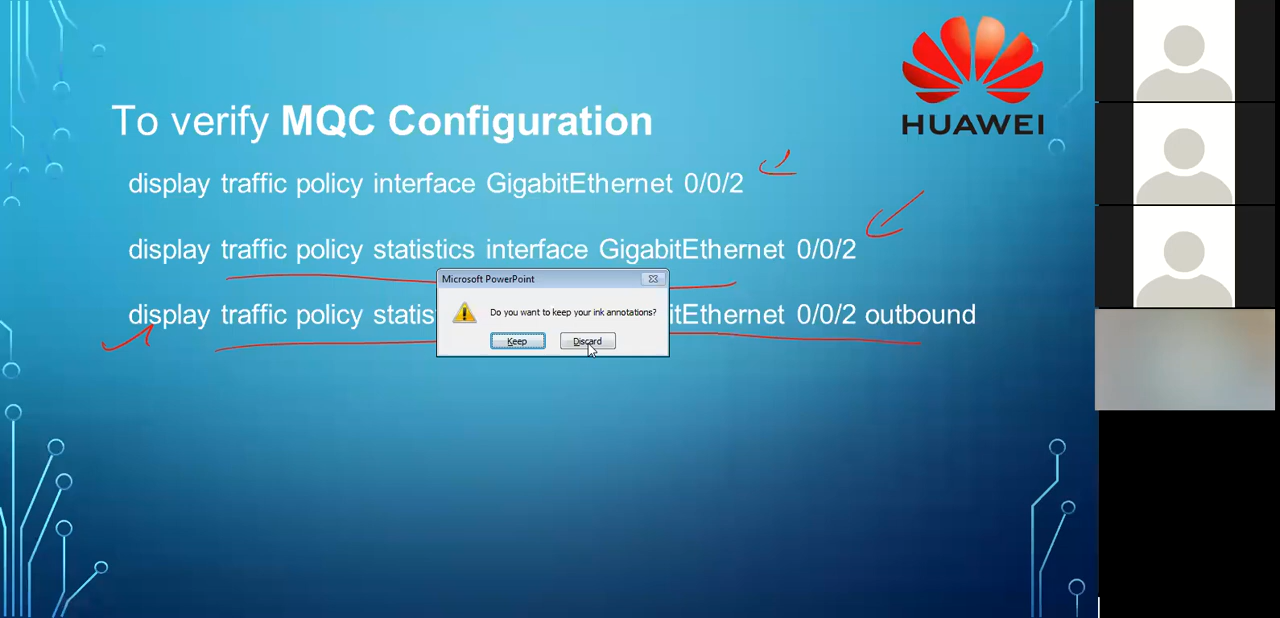 HUAWEI
To verify MQC Configuration
display traffic policy interface GigabitEthernet 0/0/2
display traffic policy statistics interface GigabitEthernet 0/0/2
Microsoft PowerPoint
Do you want to keep your ink annotations?
Keep Discard
display traffic policy itEthernet 0/0/2 outbound